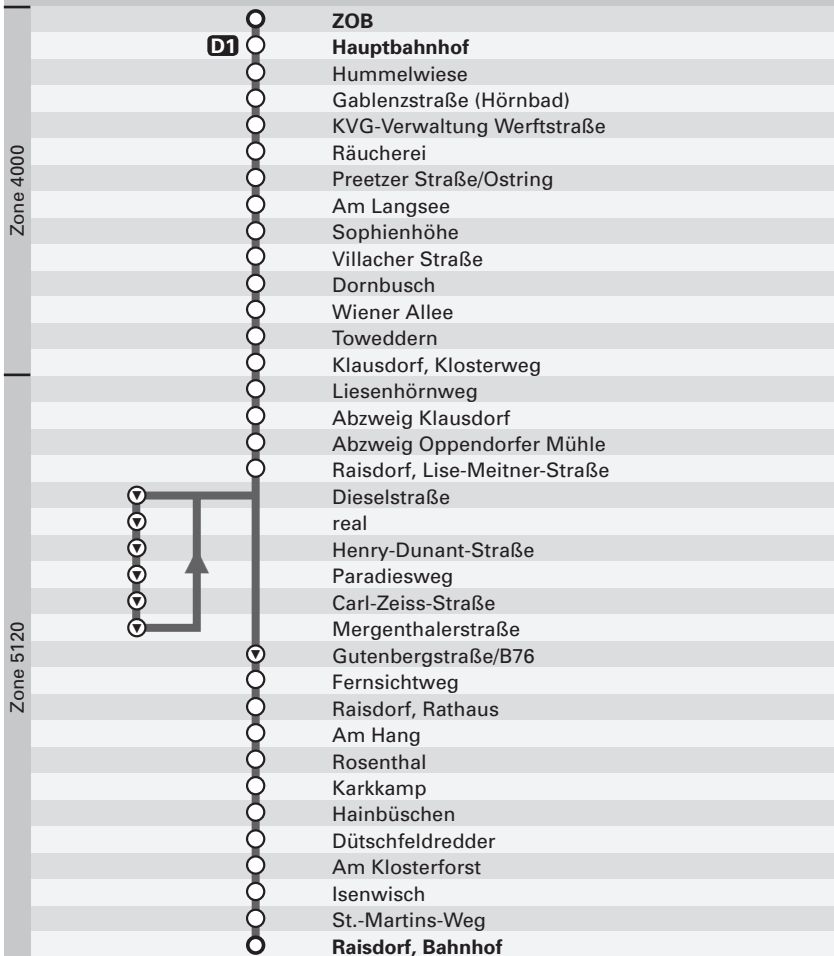 ZOB
D1 Hauptbahnhof
Hummelwiese
Gablenzstraße (Hörnbad)
KVG-Verwaltung Werftstraße
Räucherei
Preetzer Straße/Ostring
Am Langsee
Sophienhöhe
Villacher Straße
Dornbusch
Wiener Allee
Toweddern
Klausdorf, Klosterweg
Zone 4000
Liesenhörnweg
Abzweig Klausdorf
Abzweig Oppendorfer Mühle
Raisdorf, Lise-Meitner-Straße
Dieselstraße
real
Henry-Dunant-Straße
Paradiesweg
Carl-Zeiss-Straße
Mergenthalerstraße
Gutenbergstraße/B76
Fernsichtweg
Raisdorf, Rathaus
Am Hang
Rosenthal
Karkkamp
Hainbüschen
Dütschfeldredder
Am Klosterforst
Isenwisch
St.-Martins-Weg
Raisdorf, Bahnhof
Zone 5120